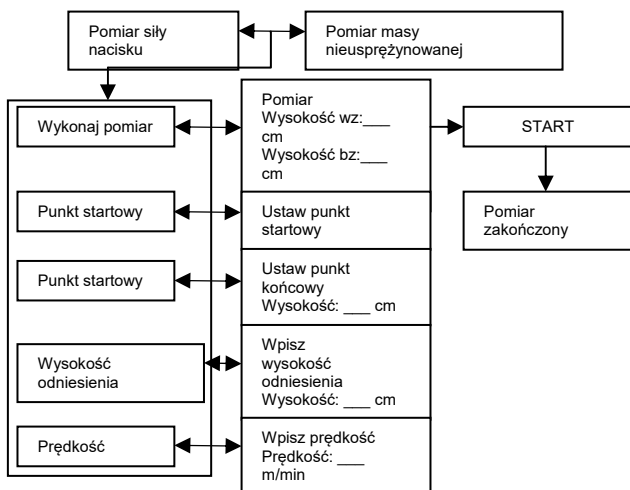 Pomiar siły
nacisku
Pomiar masy
nieusprężynowanej
Wykonaj pomiar
Pomiar
Wysokość wz:___
cm
Wysokość bz:___
cm
START
Punkt startowy
Ustaw punkt
startowy
Pomiar
zakończony
Punkt startowy
Ustaw punkt
końcowy
Wysokość: ___ cm
Wysokość
odniesienia
Wpisz
wysokość
odniesienia
Wysokość: ___ cm
Prędkość
Wpisz prędkość
Prędkość: ___
m/min